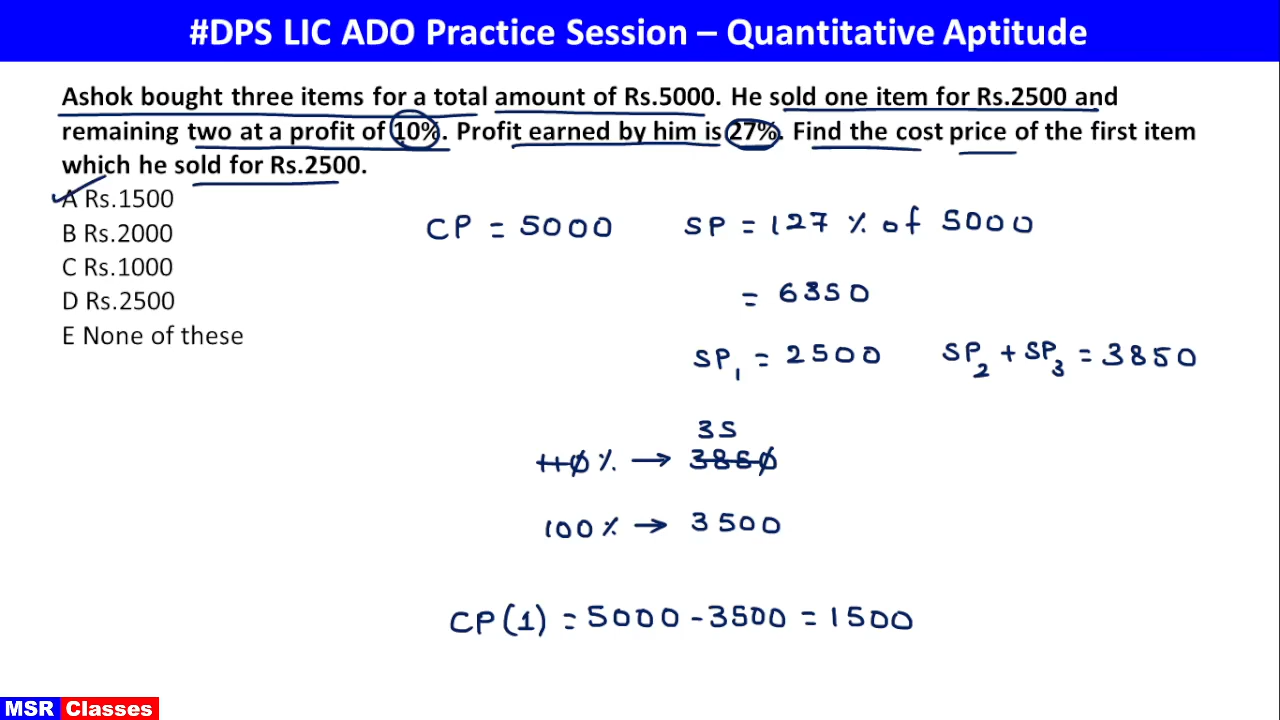 #DPS LIC ADO Practice Session – Quantitative Aptitude
Ashok bought three items for a total amount of Rs.5000. He sold one item for Rs.2500 and
remaining two at a profit of 10%. Profit earned by him is 27%. Find the cost price of the first item
which he sold for Rs.2500.
A Rs.1500
B Rs.2000
C Rs.1000
D Rs.2500
E None of these
CP = 5000 SP = 127 % of 5000
= 6350
SP1 = 2500 SP2 + SP3 = 3850
35
110 % → 3850
100 % → 3500
CP(1) = 5000 - 3500 = 1500
MSR Classes